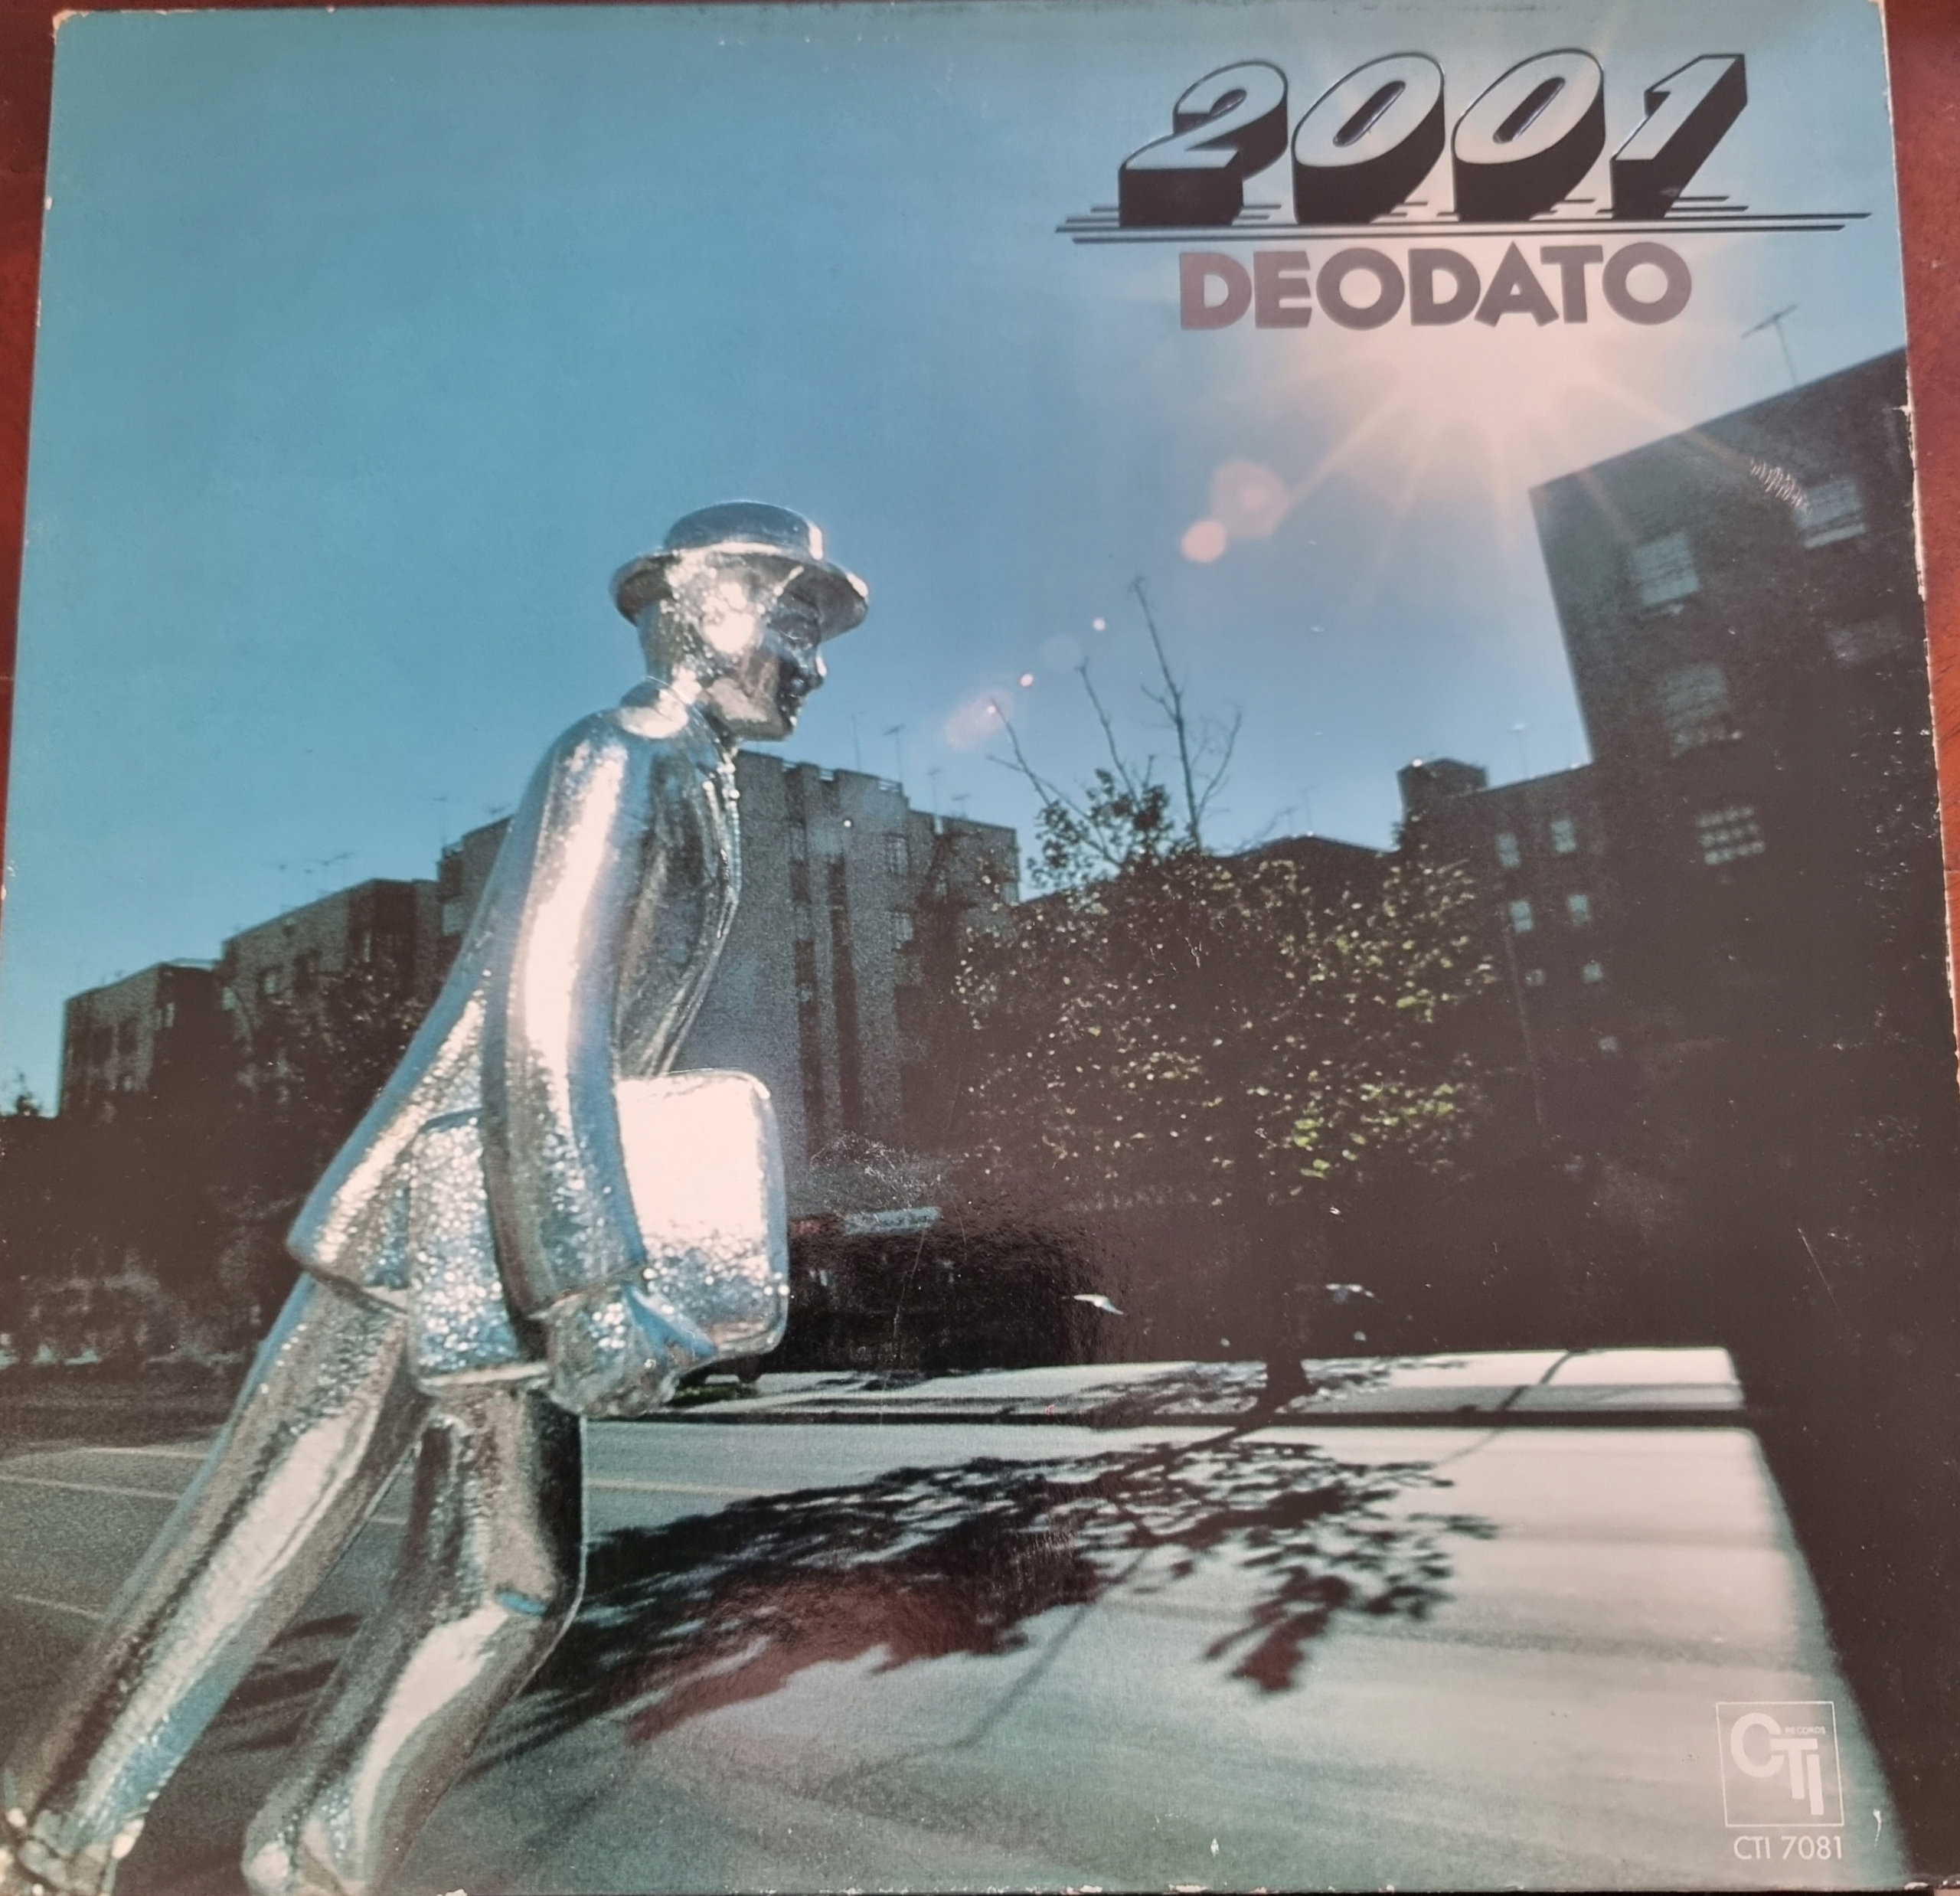 2001
DEODATO
RECORDS
CTI
CTI 7081